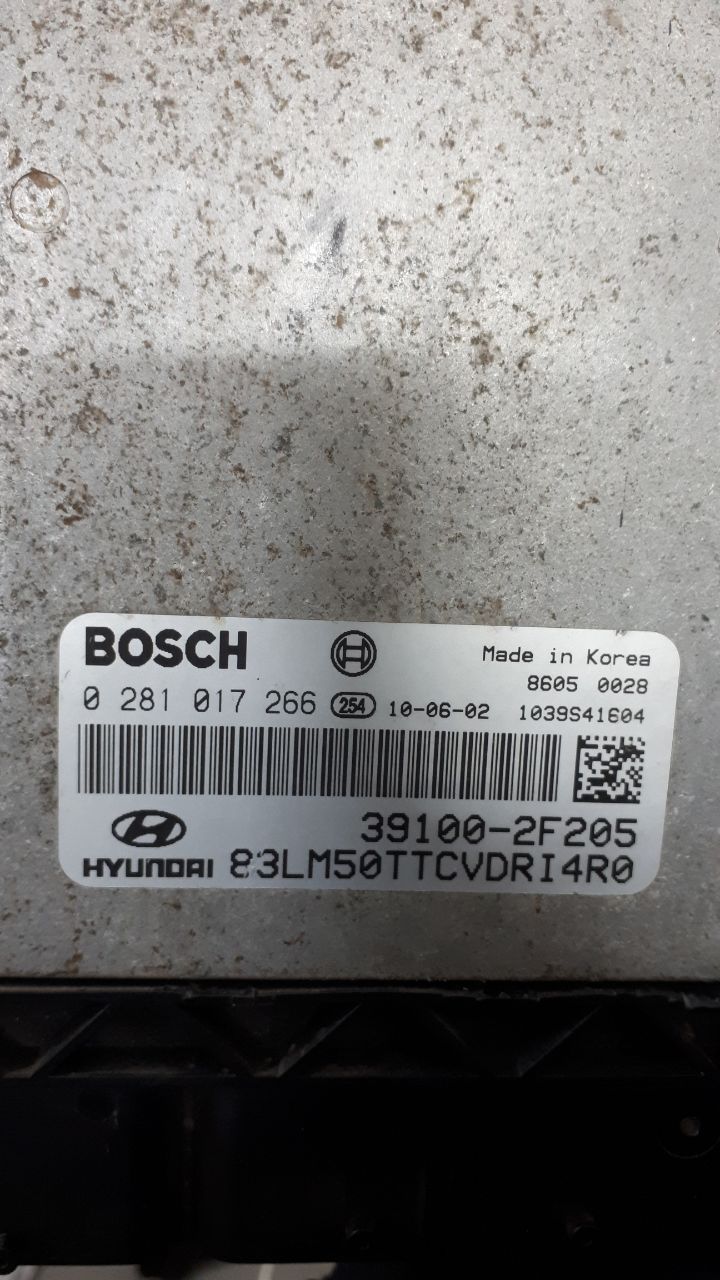 BOSCH
Made in Korea
8605 0028
0 281 017 266 254 10-06-02 1039S41604
39100-2F205
HYUNDAI 83LM50TTCVDRI4R0